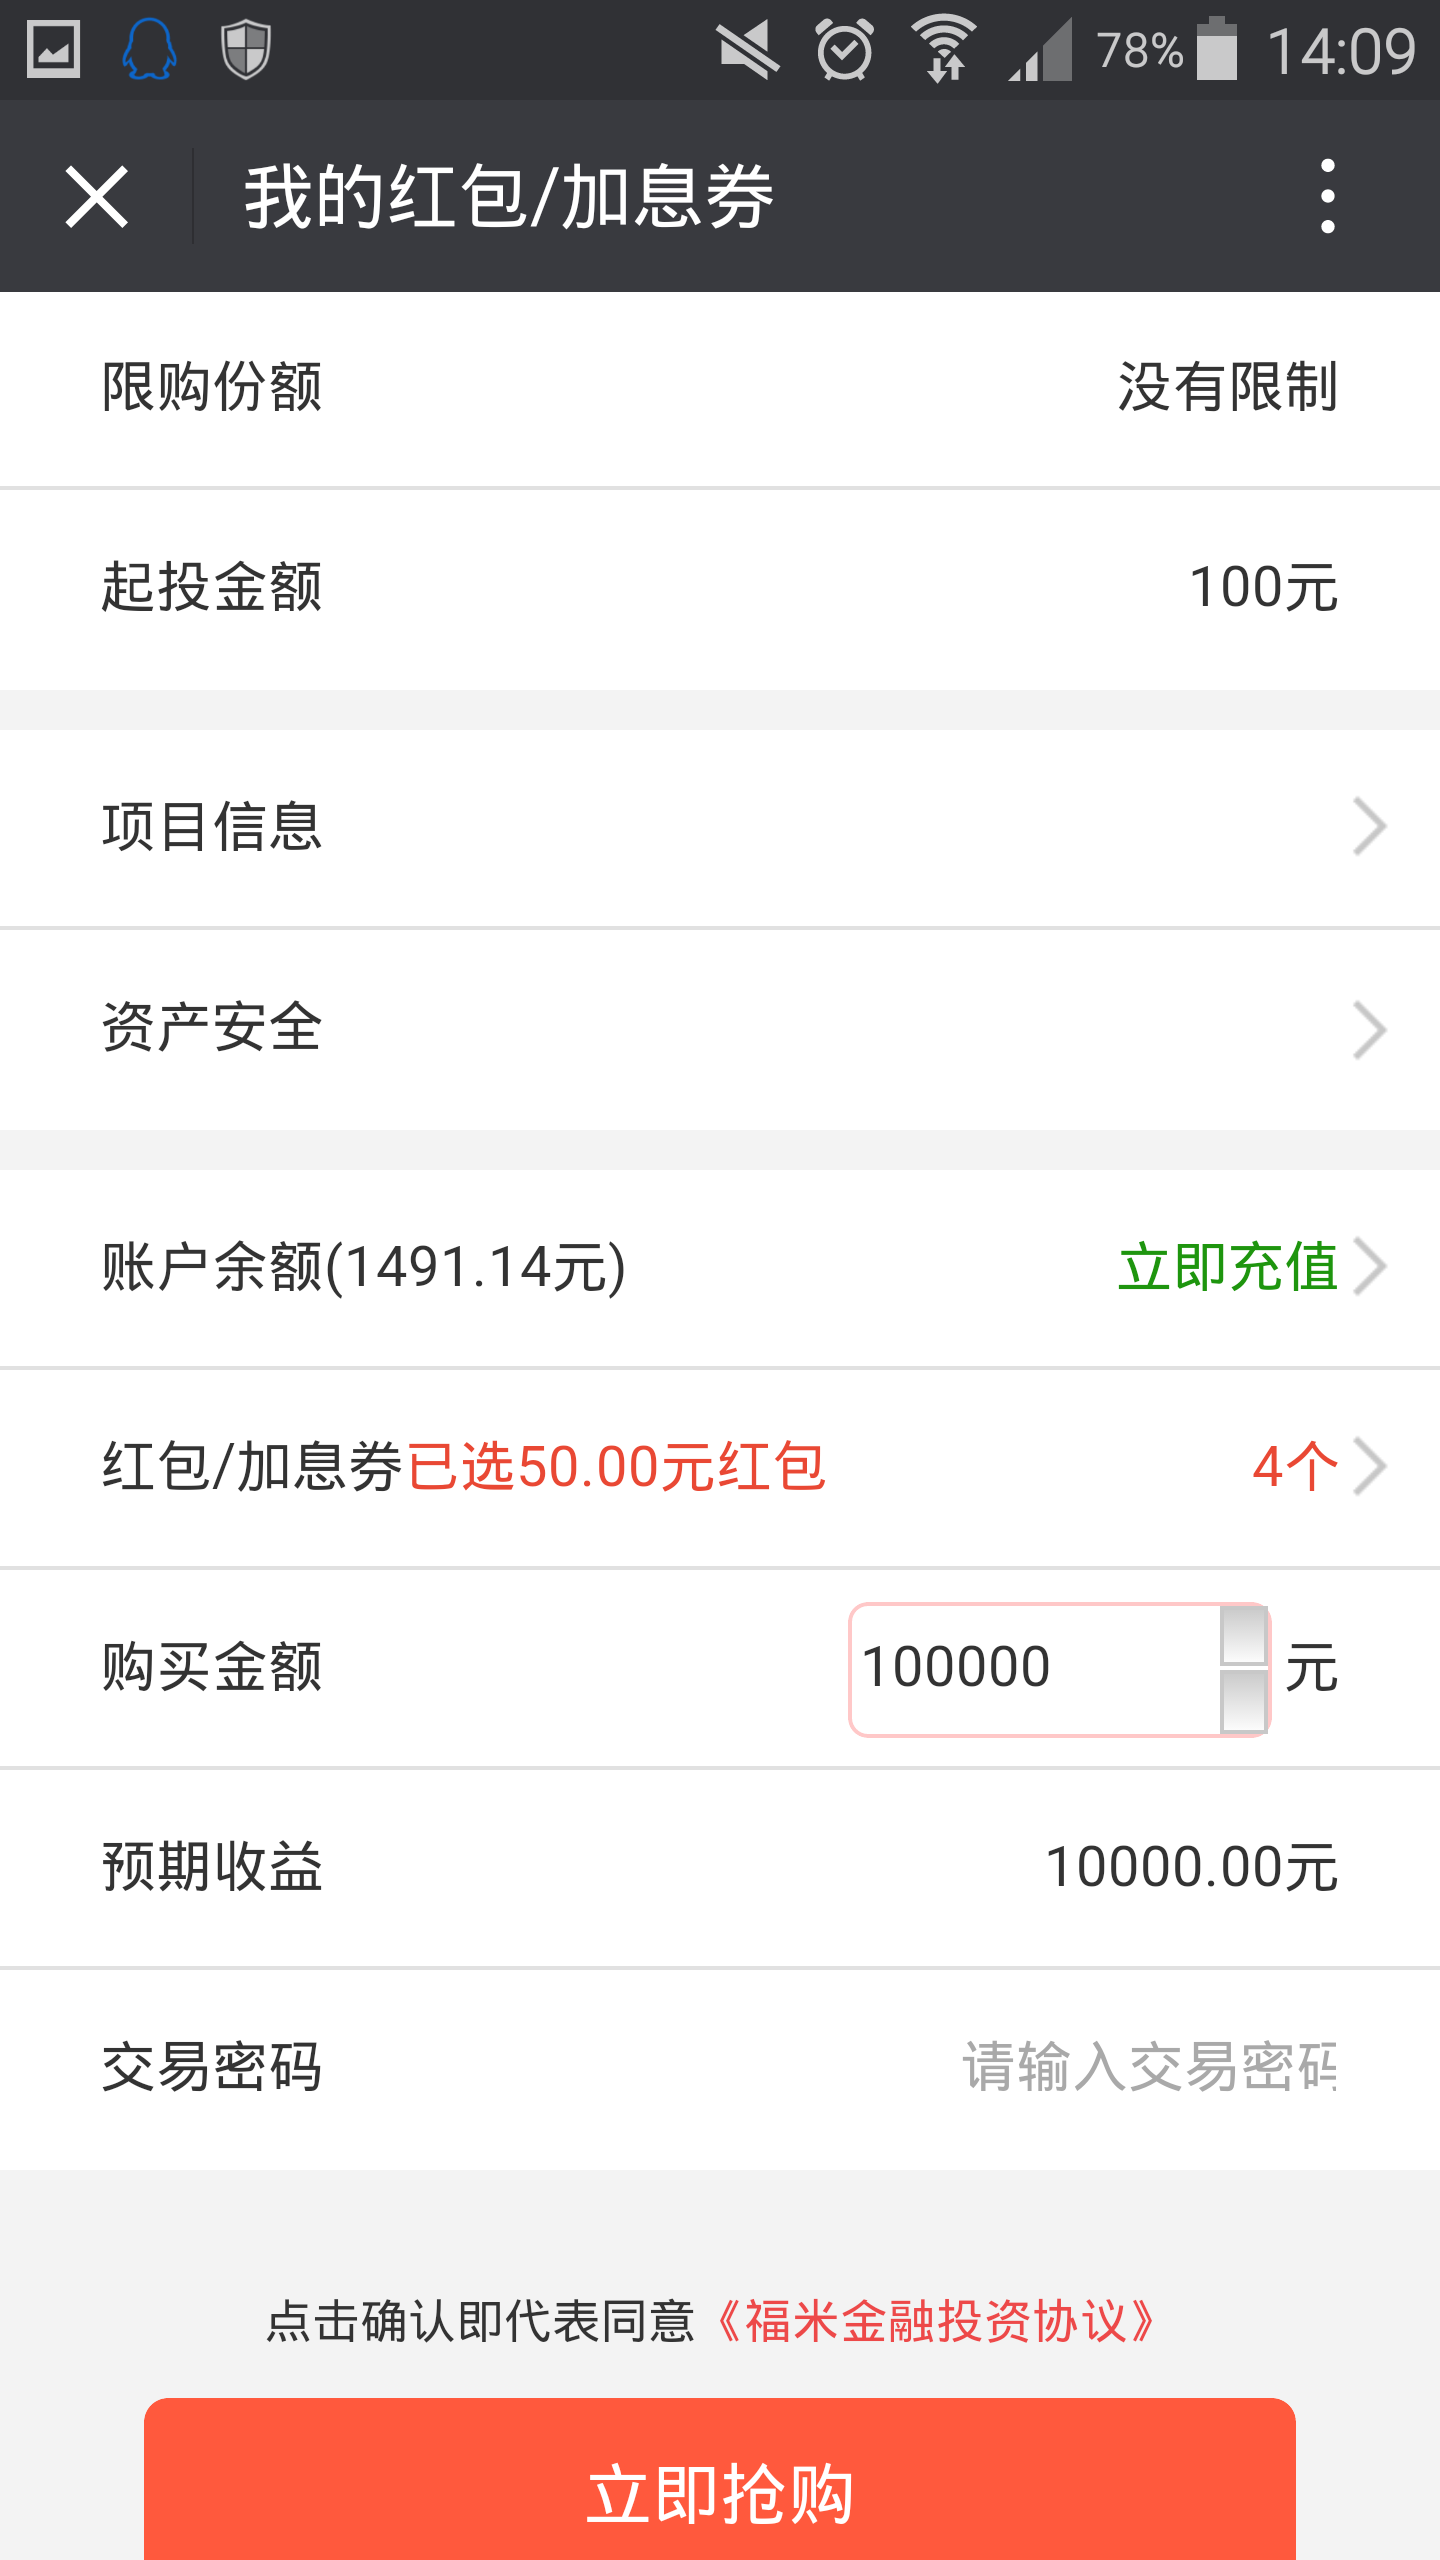 78% 14:09
我的红包/加息券
限购份额 没有限制
起投金额 100元
项目信息
资产安全
账户余额(1491.14元) 立即充值
红包/加息券已选50.00元红包 4个
购买金额 100000 元
预期收益 10000.00元
交易密码 请输入交易密码
点击确认即代表同意《福米金融投资协议》
立即抢购